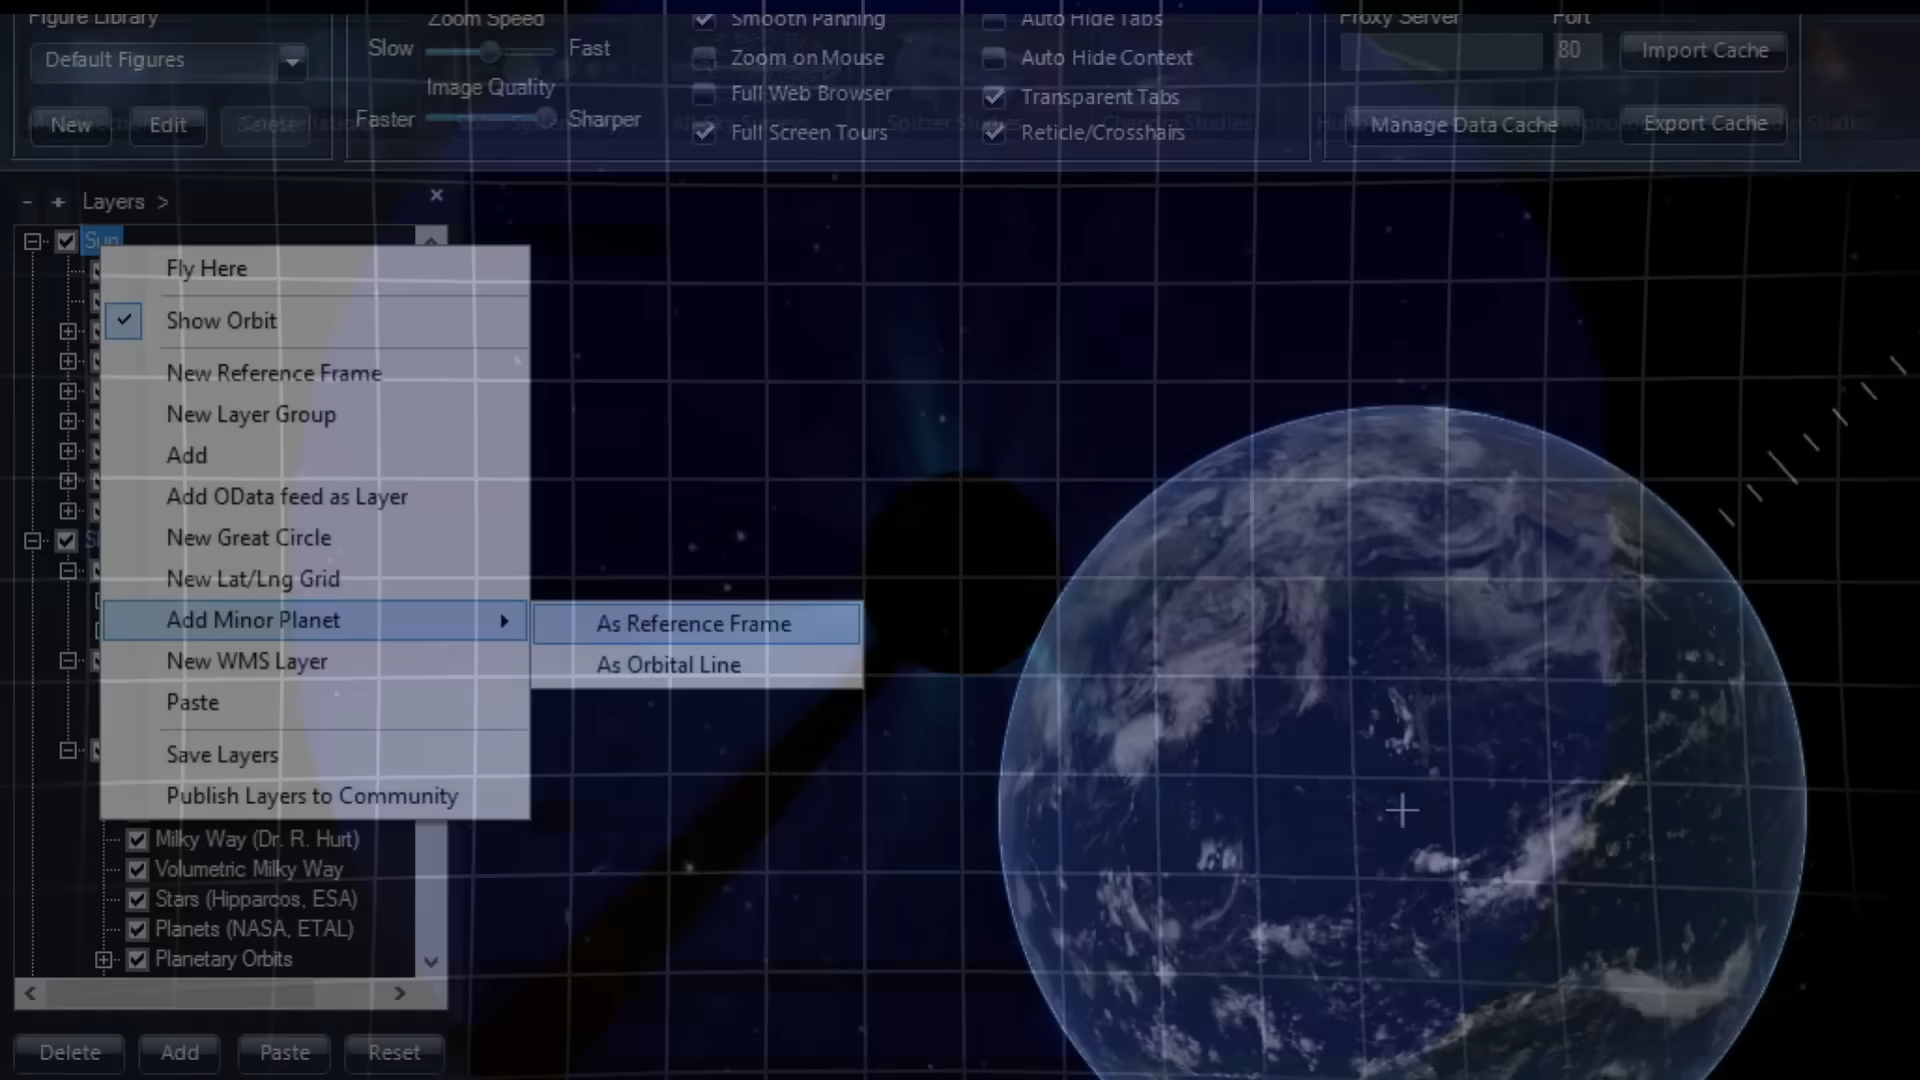 Figure Library
Default Figures
New
Edit
Delete
Zoom Speed
Slow
Fast
Image Quality
Faster
Sharper
Smooth Panning
Zoom on Mouse
Full Web Browser
Full Screen Tours
Auto Hide Tabs
Auto Hide Context
Transparent Tabs
Reticle/Crosshairs
Proxy Server
Port
80
Import Cache
Manage Data Cache
Export Cache
- + Layers >
Sun
Fly Here
Show Orbit
New Reference Frame
New Layer Group
Add
Add OData feed as Layer
New Great Circle
New Lat/Lng Grid
Add Minor Planet
As Reference Frame
As Orbital Line
New WMS Layer
Paste
Save Layers
Publish Layers to Community
Milky Way (Dr. R. Hurt)
Volumetric Milky Way
Stars (Hipparcos, ESA)
Planets (NASA, ETAL)
Planetary Orbits
Delete
Add
Paste
Reset